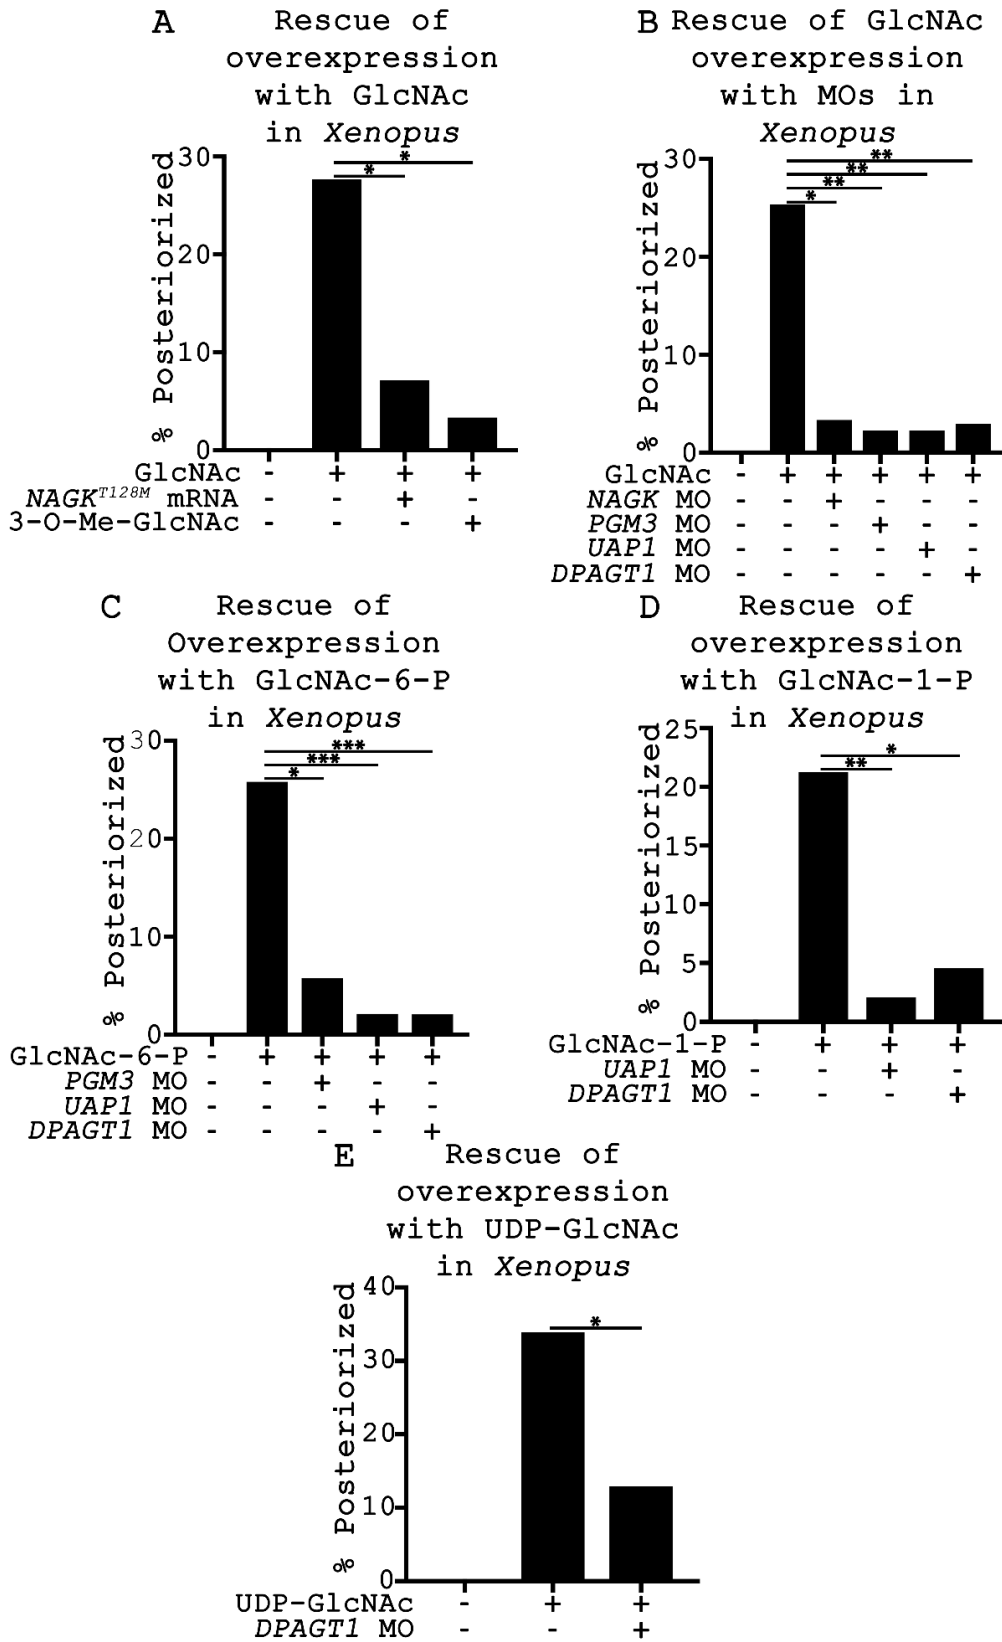 A Rescue of
overexpression
with GlcNAc
in Xenopus
% Posteriorized
30
20
10
0
*
*
GlcNAc - + + +
NAGKT128M mRNA - - + -
3-O-Me-GlcNAc - - - +
B Rescue of GlcNAc
overexpression
with MOs in
Xenopus
% Posteriorized
30
20
10
0
**
**
**
*
GlcNAc - + + + + +
NAGK MO - - + - - -
PGM3 MO - - - + - -
UAP1 MO - - - - + -
DPAGT1 MO - - - - - +
C Rescue of
Overexpression
with GlcNAc-6-P
in Xenopus
% Posteriorized
30
20
10
0
***
***
*
GlcNAc-6-P - + + + +
PGM3 MO - - + - -
UAP1 MO - - - + -
DPAGT1 MO - - - - +
D Rescue of
overexpression
with GlcNAc-1-P
in Xenopus
% Posteriorized
25
20
15
10
5
0
*
**
GlcNAc-1-P - + + +
UAP1 MO - - + -
DPAGT1 MO - - - +
E Rescue of
overexpression
with UDP-GlcNAc
in Xenopus
% Posteriorized
40
30
20
10
0
*
UDP-GlcNAc - + +
DPAGT1 MO - - +